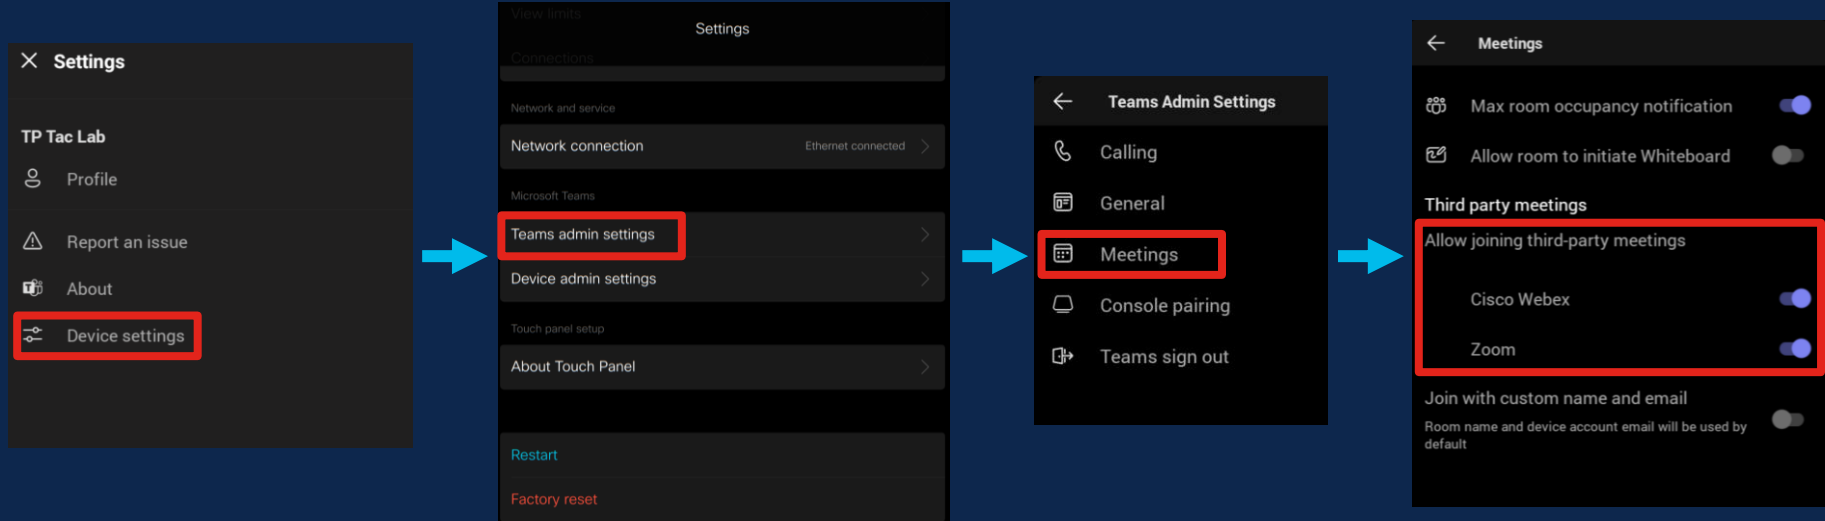 Settings
TP Tac Lab
Profile
Report an issue
About
Device settings
View limits
Settings
Connections
Network and service
Network connection
Ethernet connected
Microsoft Teams
Teams admin settings
Device admin settings
Touch panel setup
About Touch Panel
Restart
Factory reset
Teams Admin Settings
Calling
General
Meetings
Console pairing
Teams sign out
Meetings
Max room occupancy notification
Allow room to initiate Whiteboard
Third party meetings
Allow joining third-party meetings
Cisco Webex
Zoom
Join with custom name and email
Room name and device account email will be used by
default